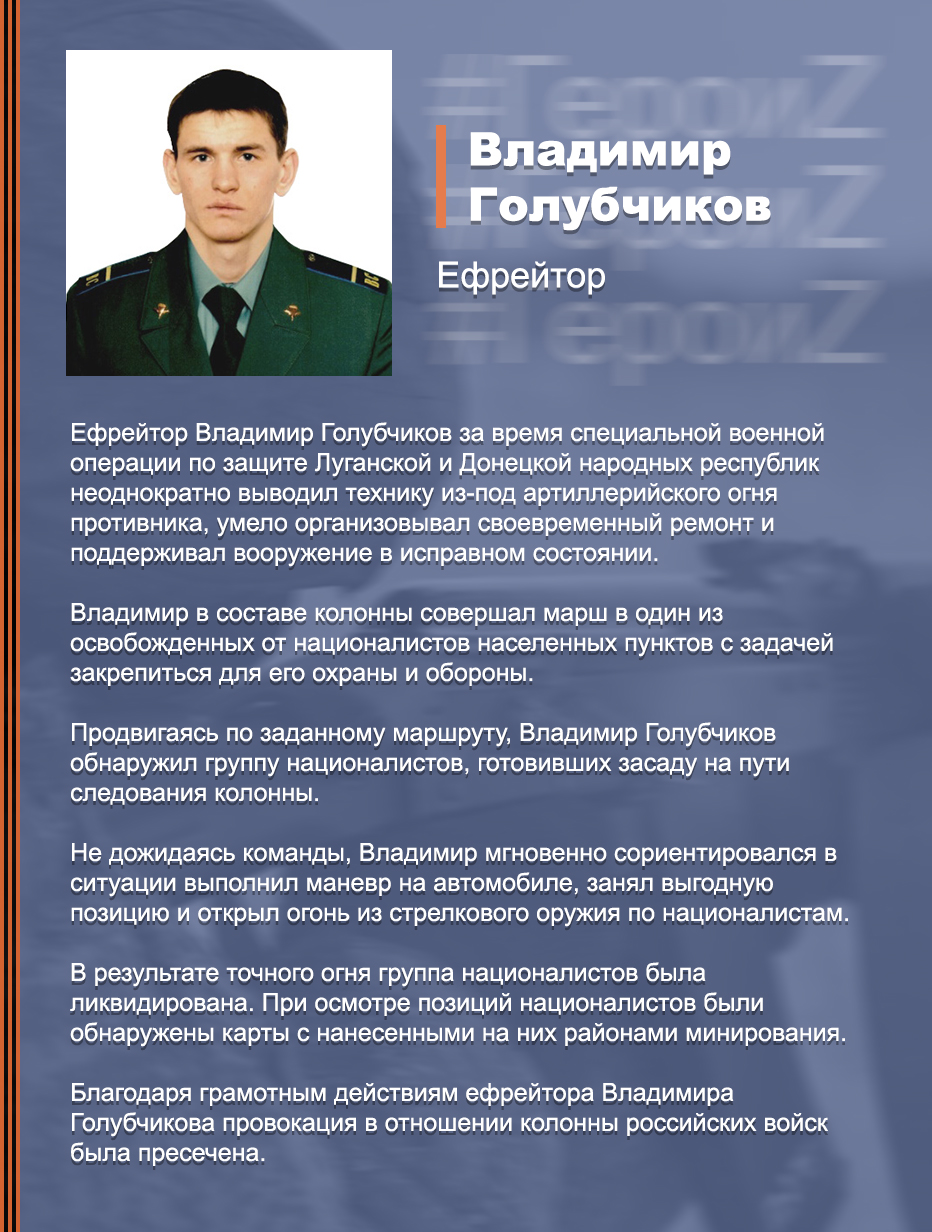 #ГероиZ
#ГероиZ
#ГероиZ
Владимир
Голубчиков
Ефрейтор
ВС
Ефрейтор Владимир Голубчиков за время специальной военной
операции по защите Луганской и Донецкой народных республик
неоднократно выводил технику из-под артиллерийского огня
противника, умело организовывал своевременный ремонт и
поддерживал вооружение в исправном состоянии.
Владимир в составе колонны совершал марш в один из
освобожденных от националистов населенных пунктов с задачей
закрепиться для его охраны и обороны.
Продвигаясь по заданному маршруту, Владимир Голубчиков
обнаружил группу националистов, готовивших засаду на пути
следования колонны.
Не дожидаясь команды, Владимир мгновенно сориентировался в
ситуации выполнил маневр на автомобиле, занял выгодную
позицию и открыл огонь из стрелкового оружия по националистам.
В результате точного огня группа националистов была
ликвидирована. При осмотре позиций националистов были
обнаружены карты с нанесенными на них районами минирования.
Благодаря грамотным действиям ефрейтора Владимира
Голубчикова провокация в отношении колонны российских войск
была пресечена.